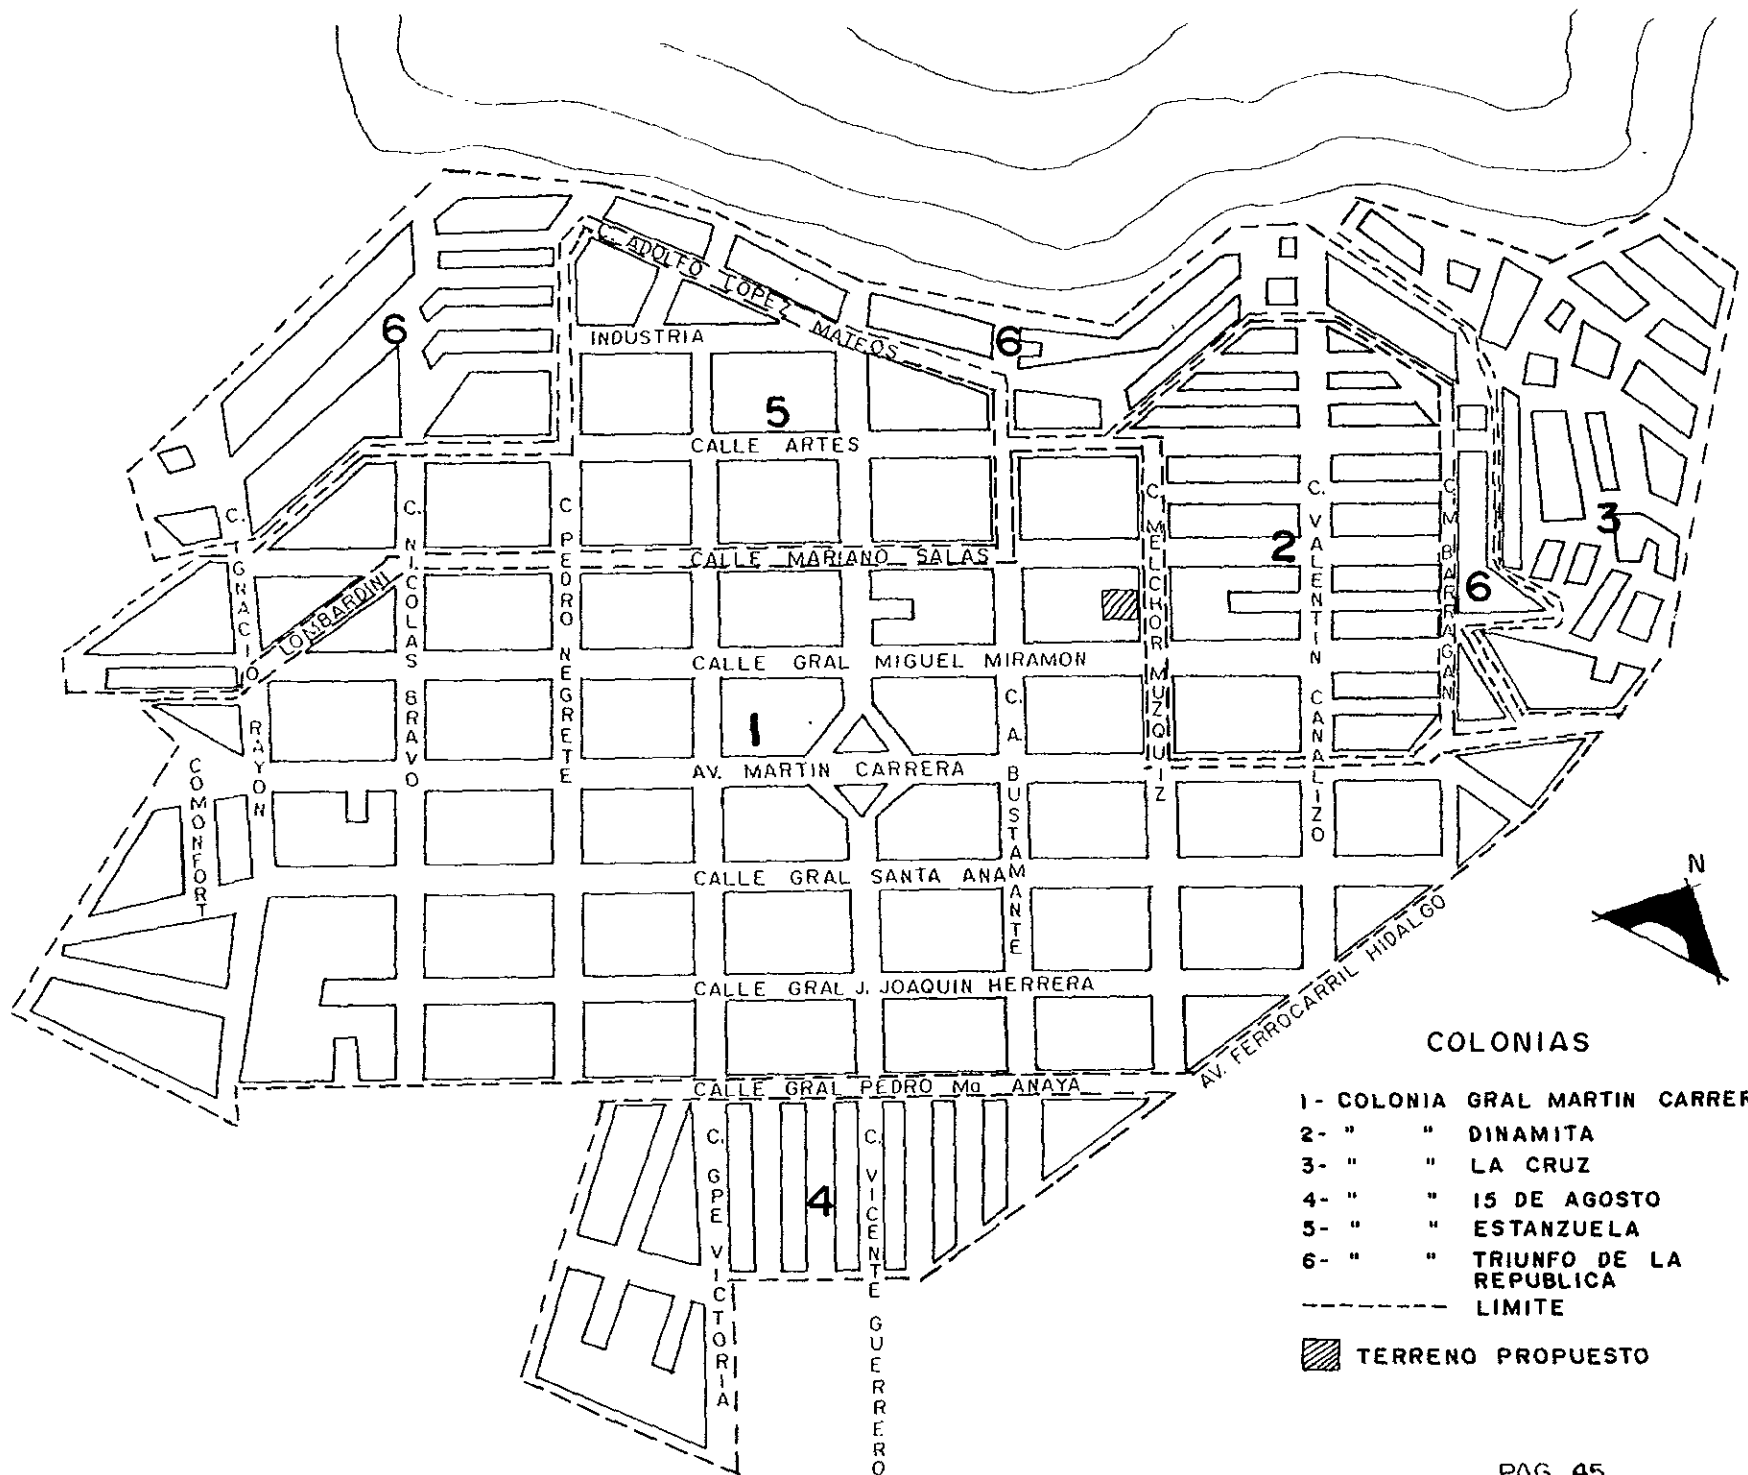 6
C. ADOLFO LOPEZ MATEOS
6
INDUSTRIA
5
CALLE ARTES
C. IGNACIO RAYON
C. NICOLAS BRAVO
C PEDRO NEGRETE
C. MELCHOR MUZQUIZ
C. VALENTIN CANALIZO
C. M. BARRAGAN
2
3
6
CALLE MARIANO SALAS
LOMBARDINI
CALLE GRAL MIGUEL MIRAMON
C. A. BUSTAMANTE
1
AV. MARTIN CARRERA
COMONFORT
CALLE GRAL SANTA ANA
CALLE GRAL J. JOAQUIN HERRERA
AV. FERROCARRIL HIDALGO
CALLE GRAL PEDRO Ma ANAYA
C. GPE VICTORIA
C. VICENTE GUERRERO
4
N
COLONIAS
1- COLONIA GRAL MARTIN CARRER
2- " " DINAMITA
3- " " LA CRUZ
4- " " 15 DE AGOSTO
5- " " ESTANZUELA
6- " " TRIUNFO DE LA
REPUBLICA
-------- LIMITE
TERRENO PROPUESTO
PAG 45